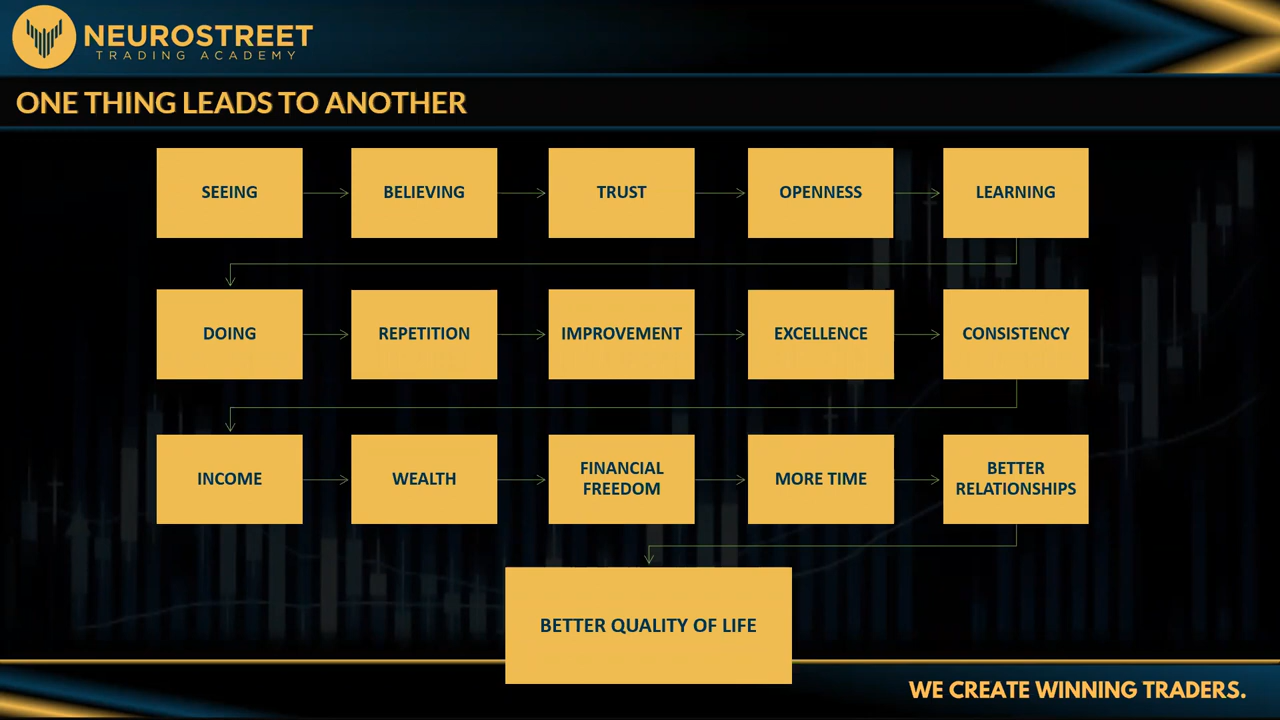 NEUROSTREET
TRADING ACADEMY
ONE THING LEADS TO ANOTHER
SEEING
BELIEVING
TRUST
OPENNESS
LEARNING
DOING
REPETITION
IMPROVEMENT
EXCELLENCE
CONSISTENCY
INCOME
WEALTH
FINANCIAL
FREEDOM
MORE TIME
BETTER
RELATIONSHIPS
BETTER QUALITY OF LIFE
WE CREATE WINNING TRADERS.